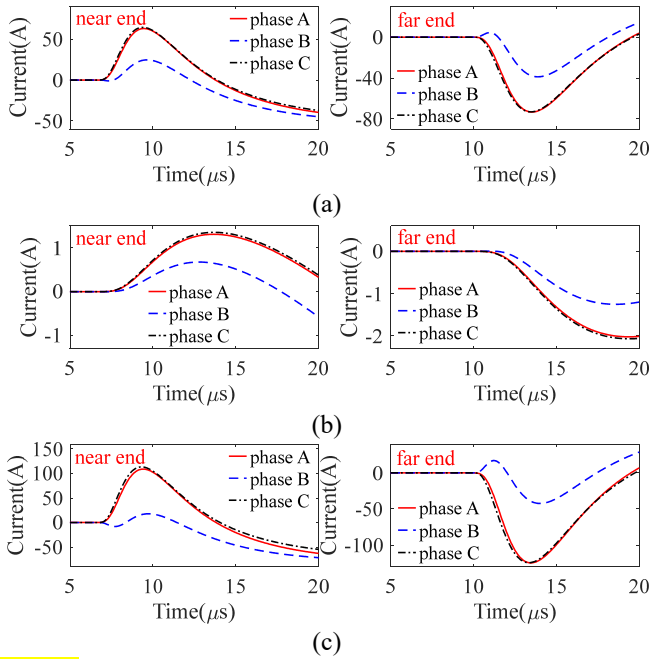 near end
phase A
phase B
phase C
50
0
-50
Current(A)
5 10 15 20
Time(μs)
far end
phase A
phase B
phase C
0
-40
-80
Current(A)
5 10 15 20
Time(μs)
(a)
near end
phase A
phase B
phase C
1
0
-1
Current(A)
5 10 15 20
Time(μs)
far end
phase A
phase B
phase C
0
-1
-2
Current(A)
5 10 15 20
Time(μs)
(b)
near end
phase A
phase B
phase C
150
100
50
0
-50
Current(A)
5 10 15 20
Time(μs)
far end
phase A
phase B
phase C
0
-50
-100
Current(A)
5 10 15 20
Time(μs)
(c)